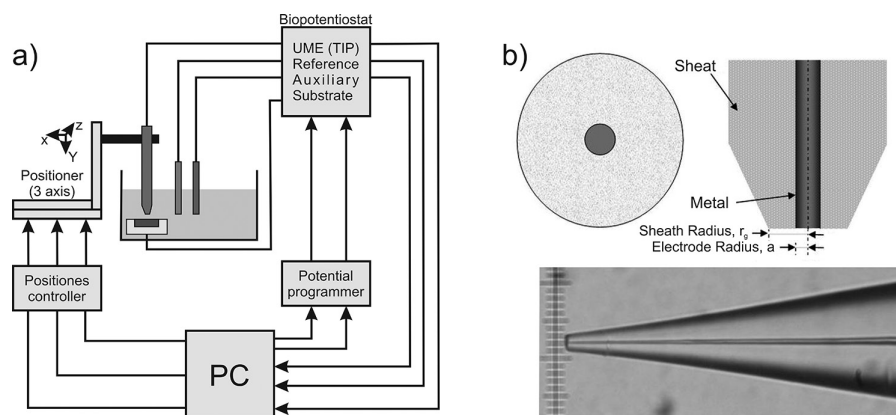 a)
Biopotentiostat
UME (TIP)
Reference
Auxiliary
Substrate
x
z
Y
Positioner
(3 axis)
Positiones
controller
Potential
programmer
PC
b)
Sheat
Metal
Sheath Radius, rg
Electrode Radius, a